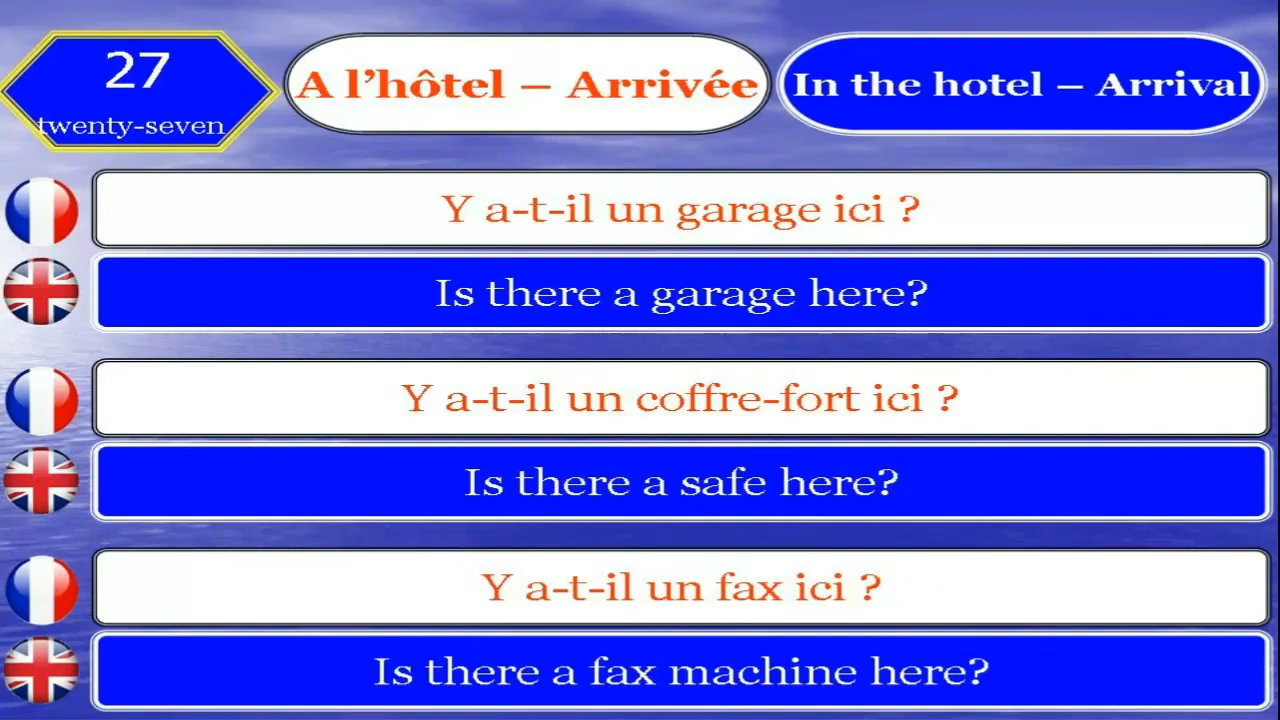 27
twenty-seven
A l’hôtel – Arrivée
In the hotel – Arrival
Y a-t-il un garage ici ?
Is there a garage here?
Y a-t-il un coffre-fort ici ?
Is there a safe here?
Y a-t-il un fax ici ?
Is there a fax machine here?